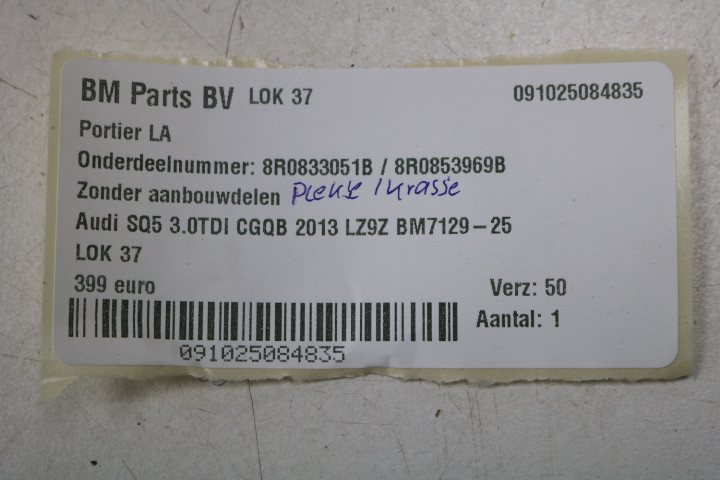 BM Parts BV LOK 37 091025084835
Portier LA
Onderdeelnummer: 8R0833051B / 8R0853969B
Zonder aanbouwdelen Plekje / krasse
Audi SQ5 3.0TDI CGQB 2013 LZ9Z BM7129-25
LOK 37
399 euro Verz: 50
Aantal: 1
091025084835